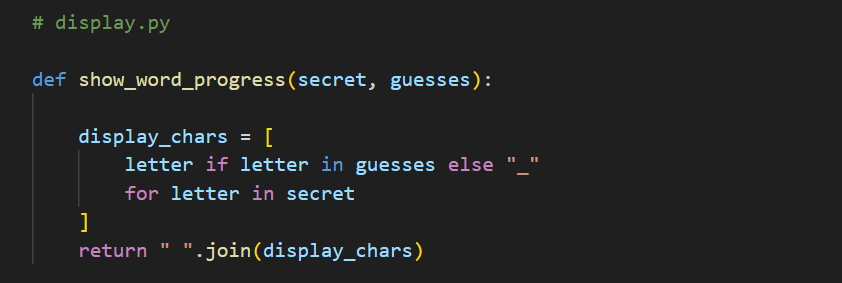 # display.py
def show_word_progress(secret, guesses):
    display_chars = [
        letter if letter in guesses else "_"
        for letter in secret
    ]
    return " ".join(display_chars)